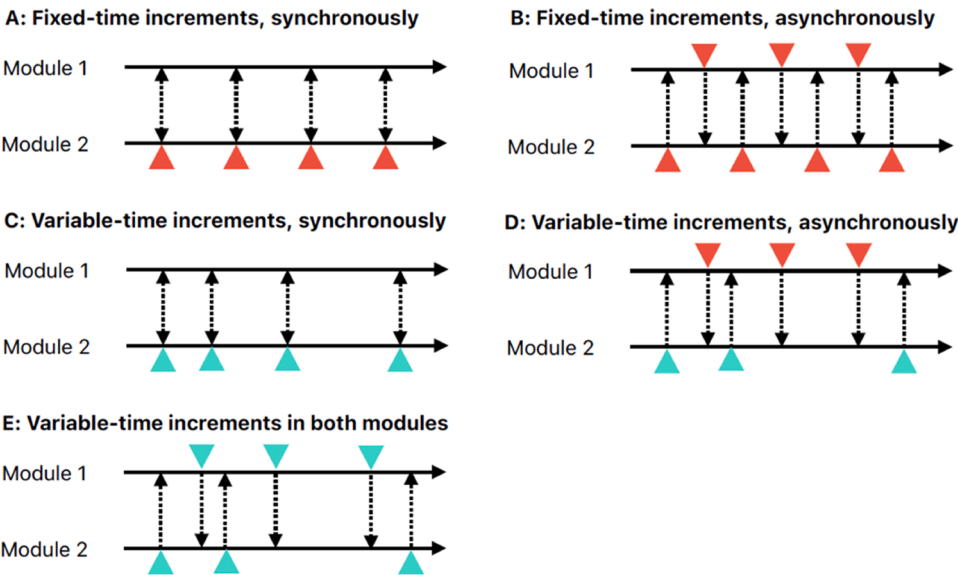 A: Fixed-time increments, synchronously
Module 1
Module 2
B: Fixed-time increments, asynchronously
Module 1
Module 2
C: Variable-time increments, synchronously
Module 1
Module 2
D: Variable-time increments, asynchronously
Module 1
Module 2
E: Variable-time increments in both modules
Module 1
Module 2